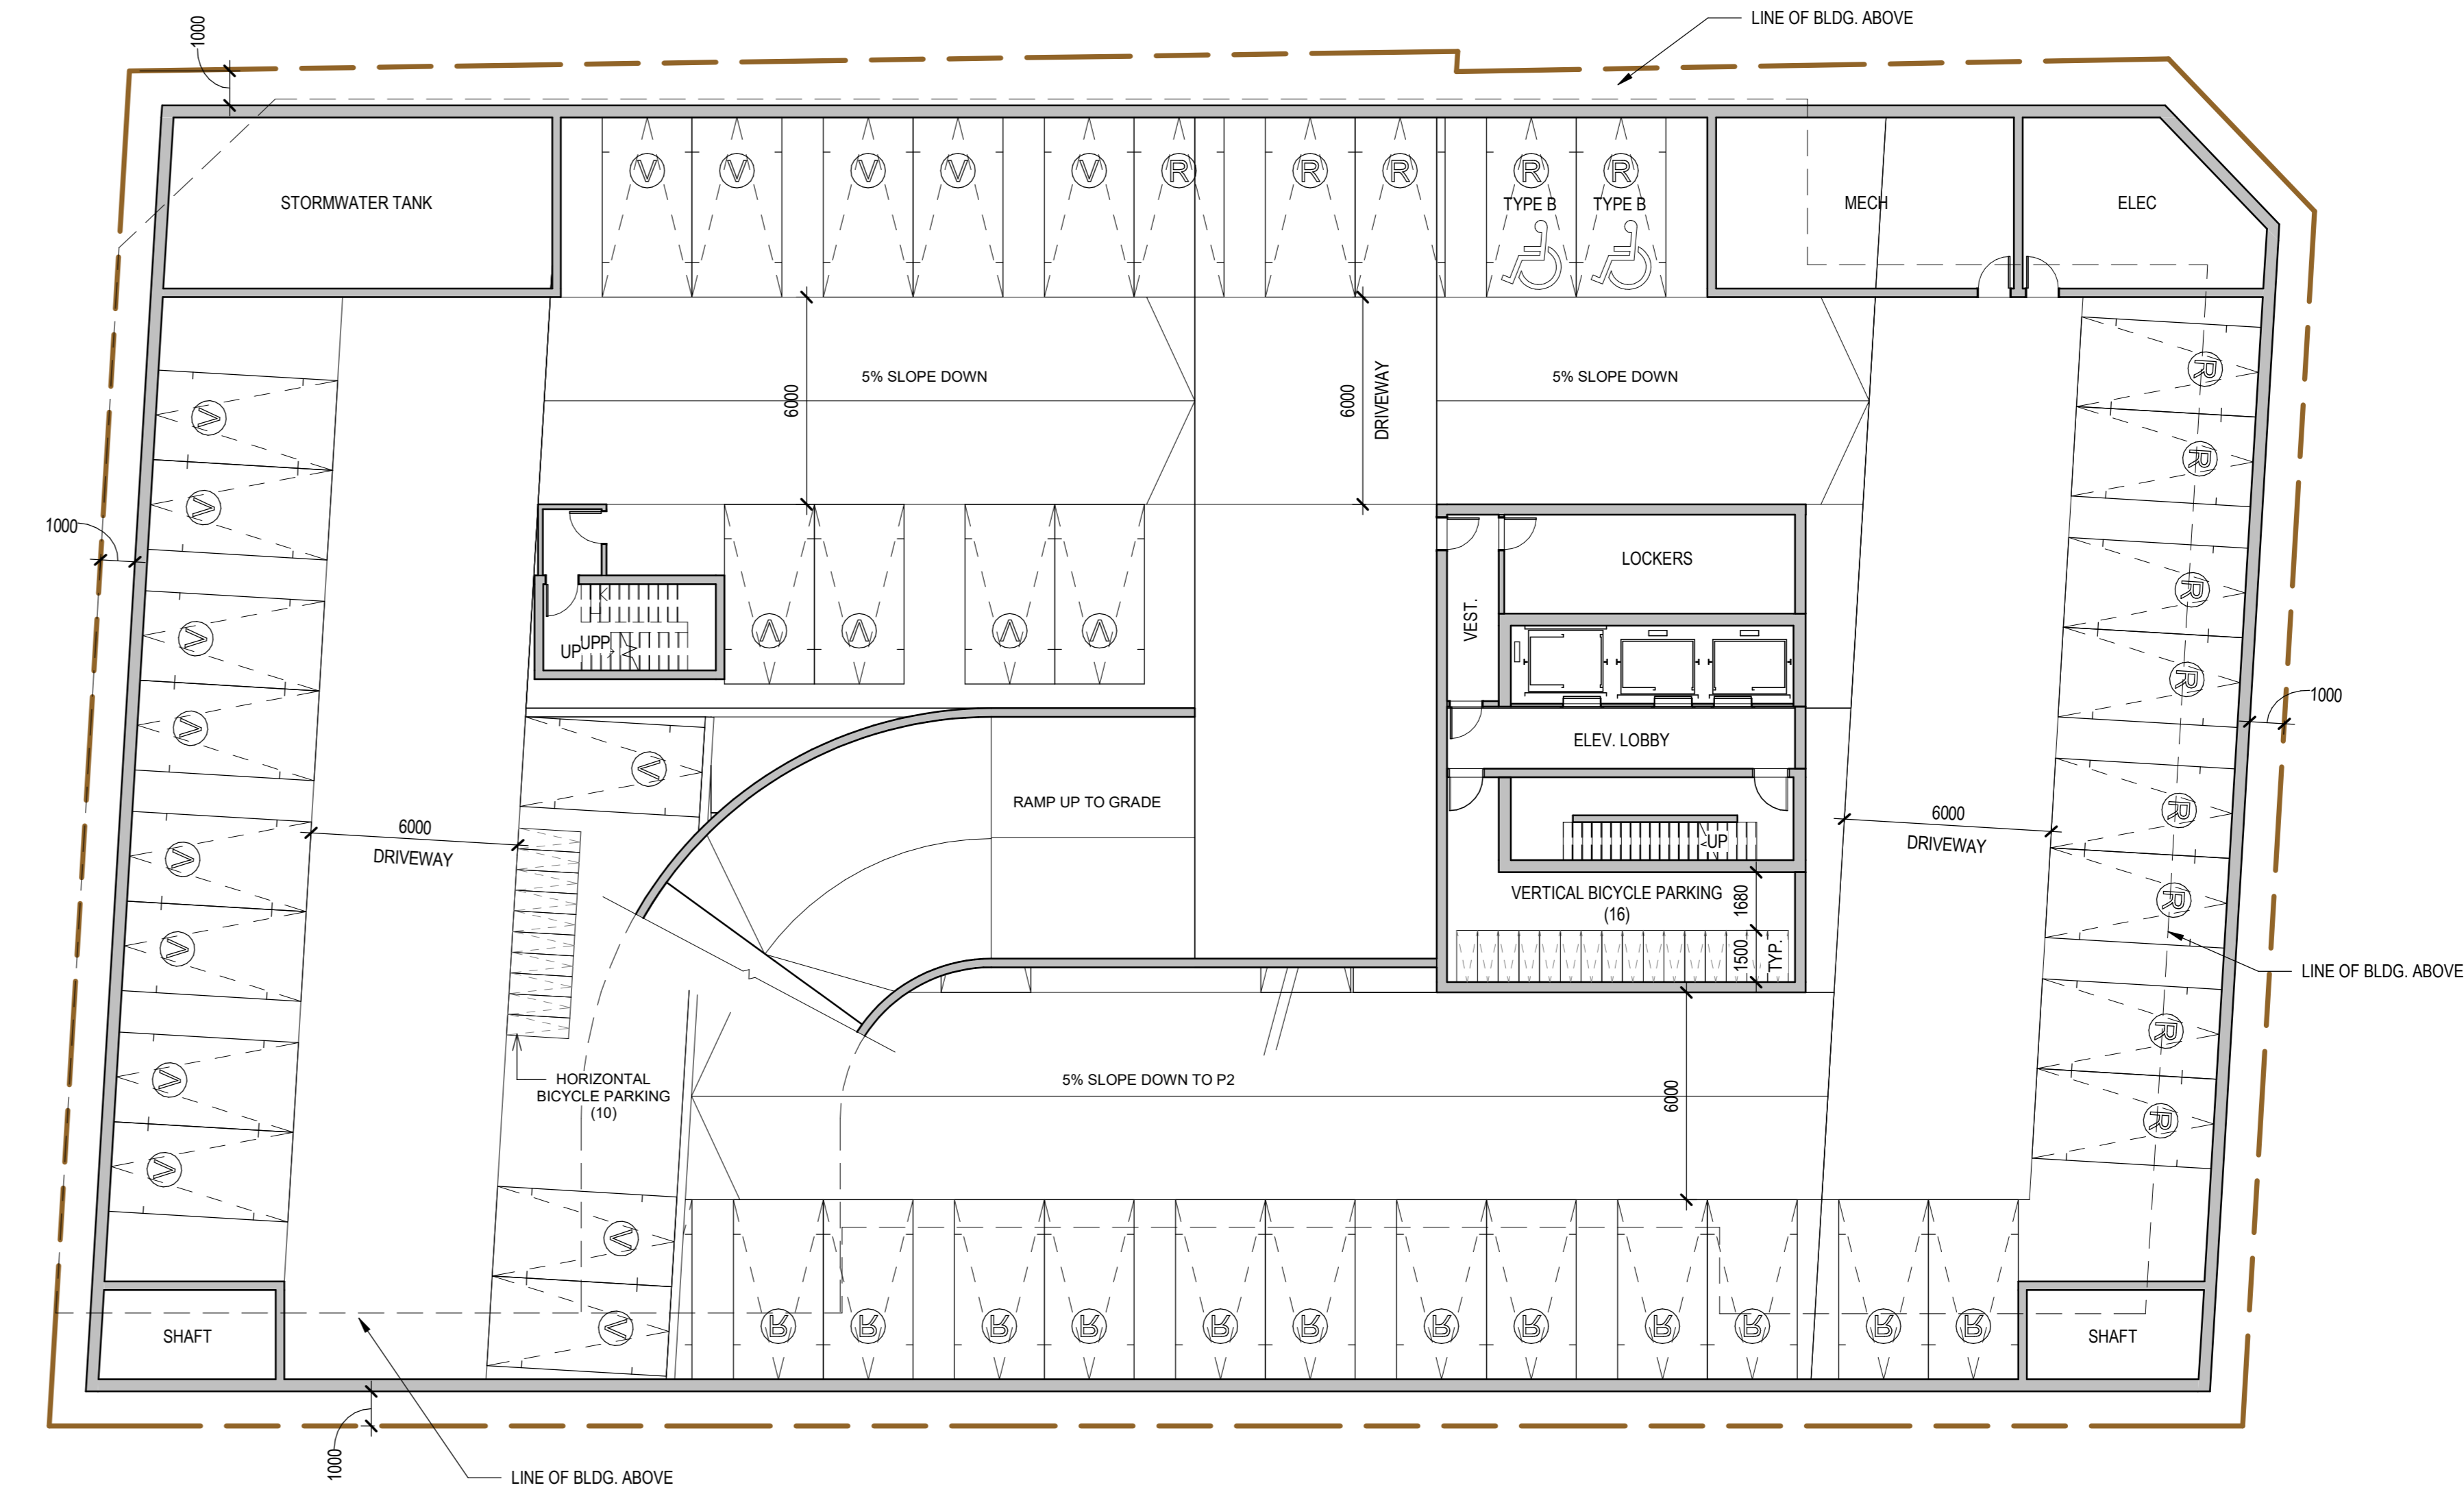 LINE OF BLDG. ABOVE
1000
V V V V V R R R R R
TYPE B TYPE B
STORMWATER TANK
MECH
ELEC
R
5% SLOPE DOWN
5% SLOPE DOWN
6000
6000
DRIVEWAY
V
R
V
1000
LOCKERS
R
VEST.
V V V V
V
UP
UPP
R
1000
V
ELEV. LOBBY
V
RAMP UP TO GRADE
R
6000
DRIVEWAY
6000
DRIVEWAY
UP
V
VERTICAL BICYCLE PARKING
(16)
1680
R
V
1500
TYP.
LINE OF BLDG. ABOVE
R
HORIZONTAL
BICYCLE PARKING
(10)
5% SLOPE DOWN TO P2
6000
V
R
V
V
SHAFT
V
R R R R R R R R R R R R
SHAFT
1000
LINE OF BLDG. ABOVE